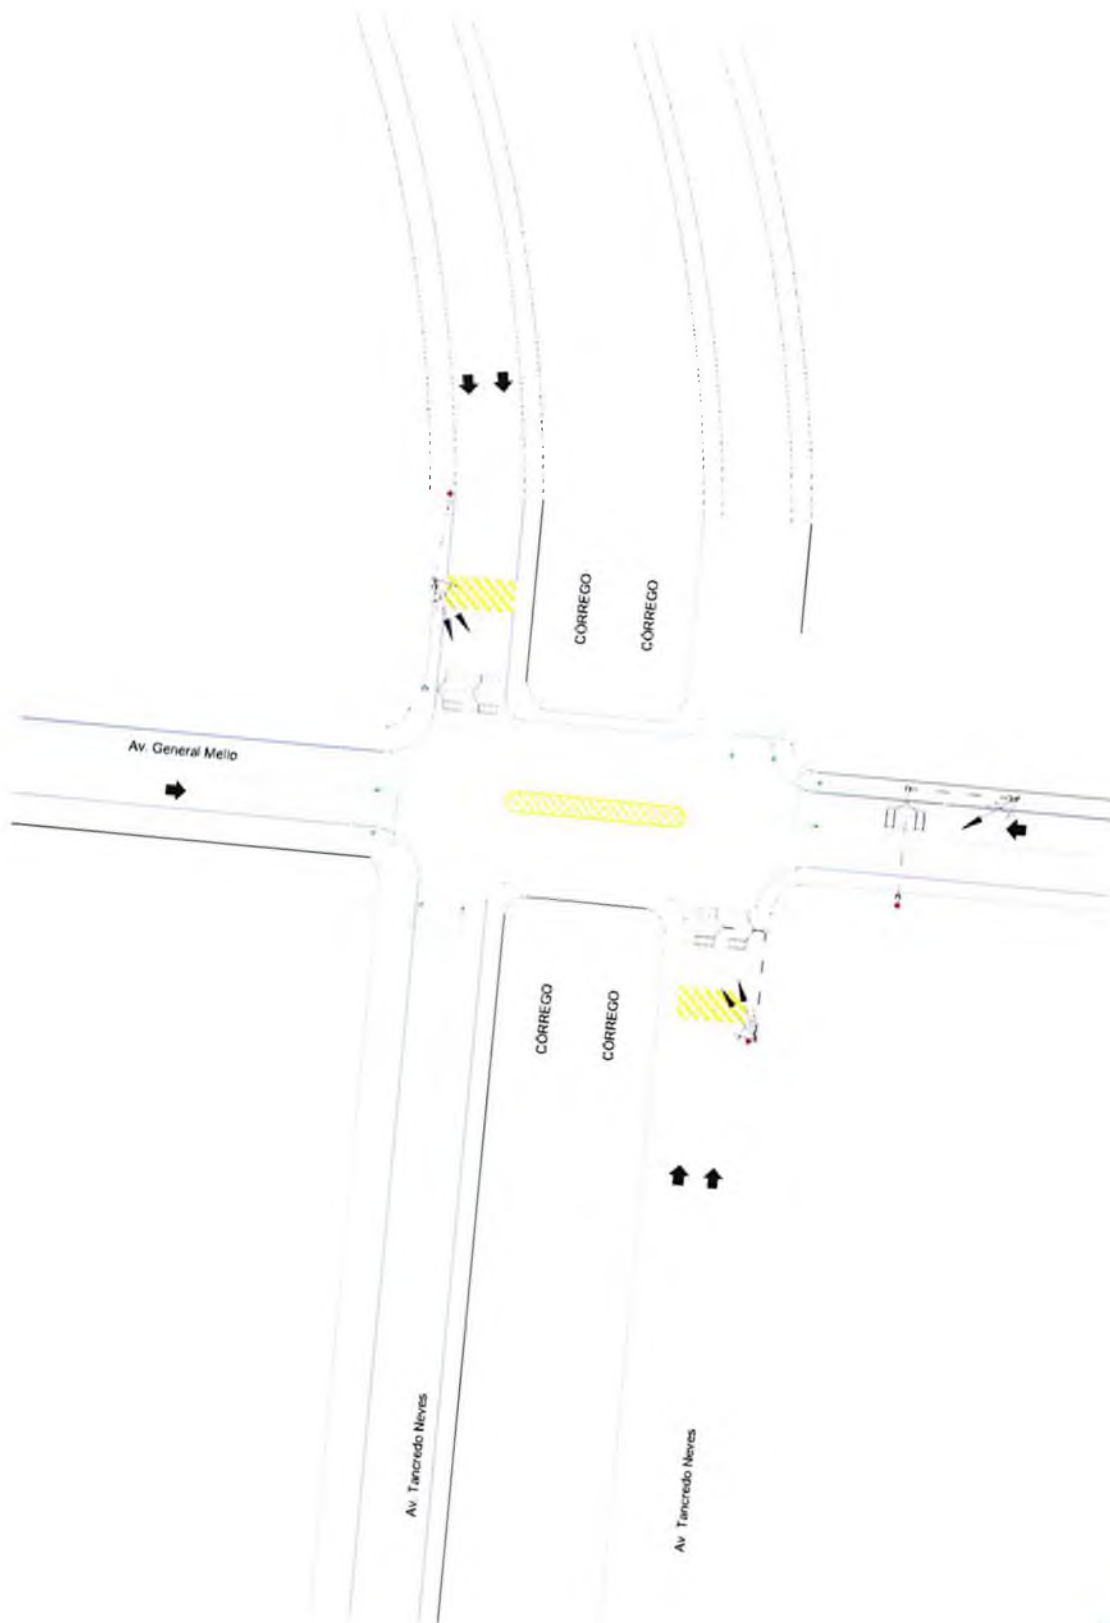 CÓRREGO
CÓRREGO
Av. General Mello
CÓRREGO
CÓRREGO
Av. Tancredo Neves
Av Tancredo Neves